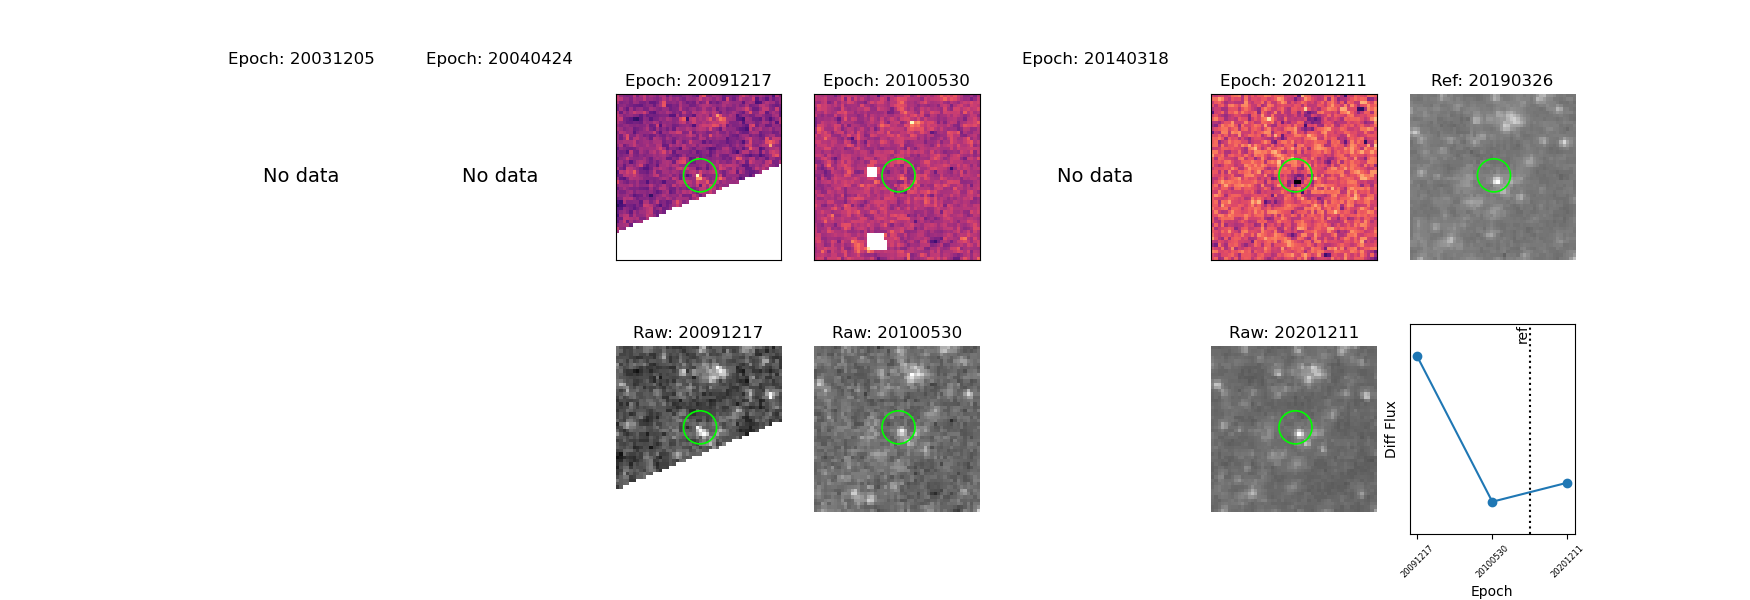 Epoch: 20031205
Epoch: 20040424
Epoch: 20140318
Epoch: 20091217
Epoch: 20100530
Epoch: 20201211
Ref: 20190326
No data
No data
No data
Raw: 20091217
Raw: 20100530
Raw: 20201211
ref
Diff Flux
20091217
20100530
20201211
Epoch